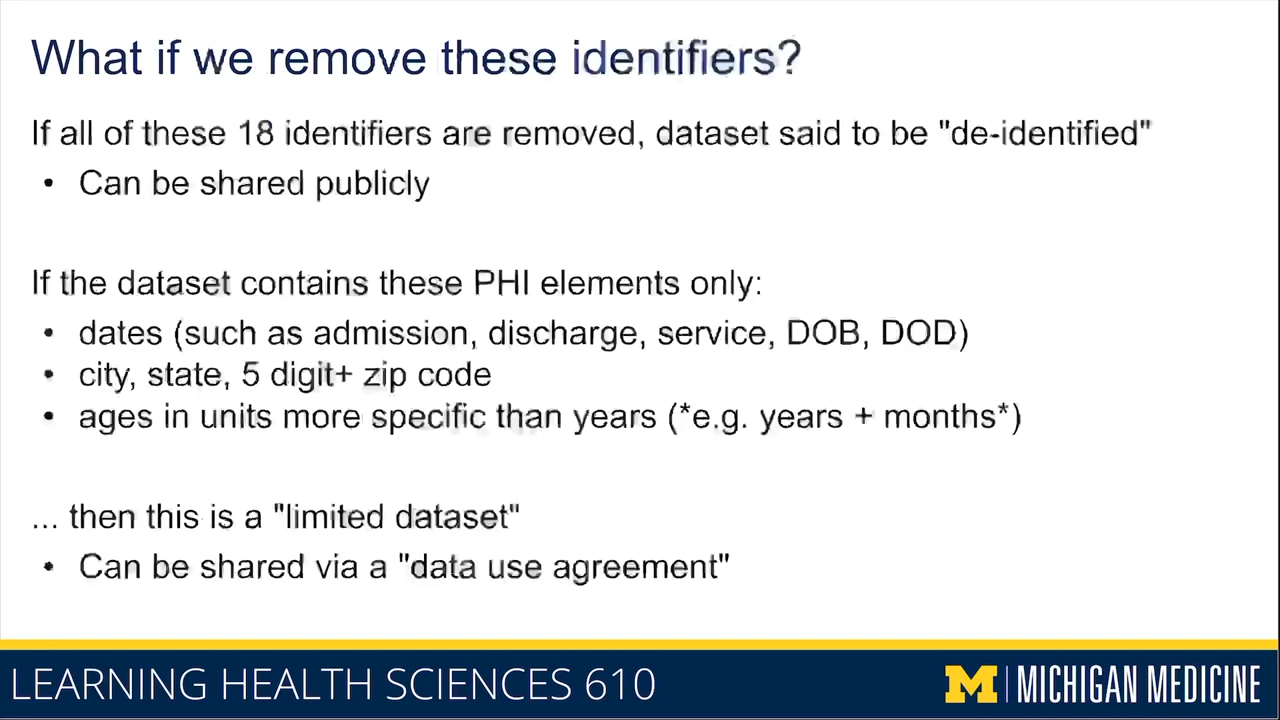 What if we remove these identifiers?
If all of these 18 identifiers are removed, dataset said to be "de-identified"
• Can be shared publicly
If the dataset contains these PHI elements only:
• dates (such as admission, discharge, service, DOB, DOD)
• city, state, 5 digit+ zip code
• ages in units more specific than years (*e.g. years + months*)
... then this is a "limited dataset"
• Can be shared via a "data use agreement"
LEARNING HEALTH SCIENCES 610
M | MICHIGAN MEDICINE